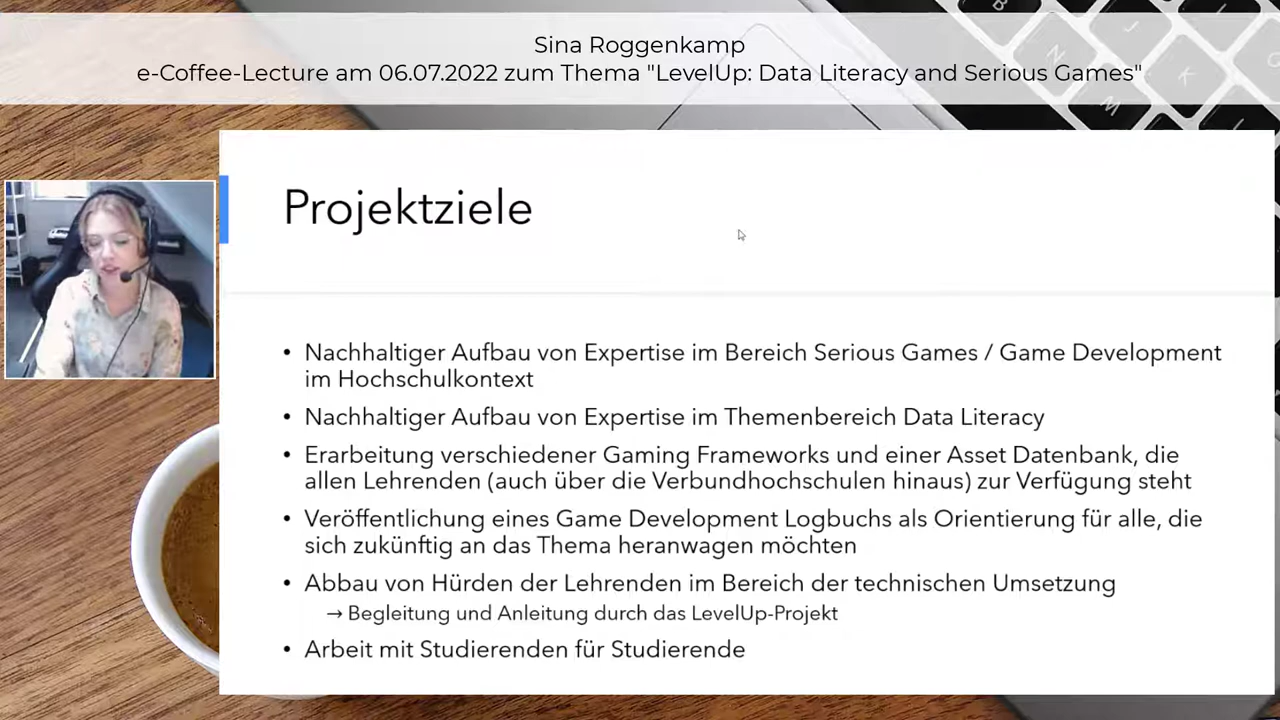 Sina Roggenkamp
e-Coffee-Lecture am 06.07.2022 zum Thema "LevelUp: Data Literacy and Serious Games"
Projektziele
• Nachhaltiger Aufbau von Expertise im Bereich Serious Games / Game Development
im Hochschulkontext
• Nachhaltiger Aufbau von Expertise im Themenbereich Data Literacy
• Erarbeitung verschiedener Gaming Frameworks und einer Asset Datenbank, die
allen Lehrenden (auch über die Verbundhochschulen hinaus) zur Verfügung steht
• Veröffentlichung eines Game Development Logbuchs als Orientierung für alle, die
sich zukünftig an das Thema heranwagen möchten
• Abbau von Hürden der Lehrenden im Bereich der technischen Umsetzung
→ Begleitung und Anleitung durch das LevelUp-Projekt
• Arbeit mit Studierenden für Studierende